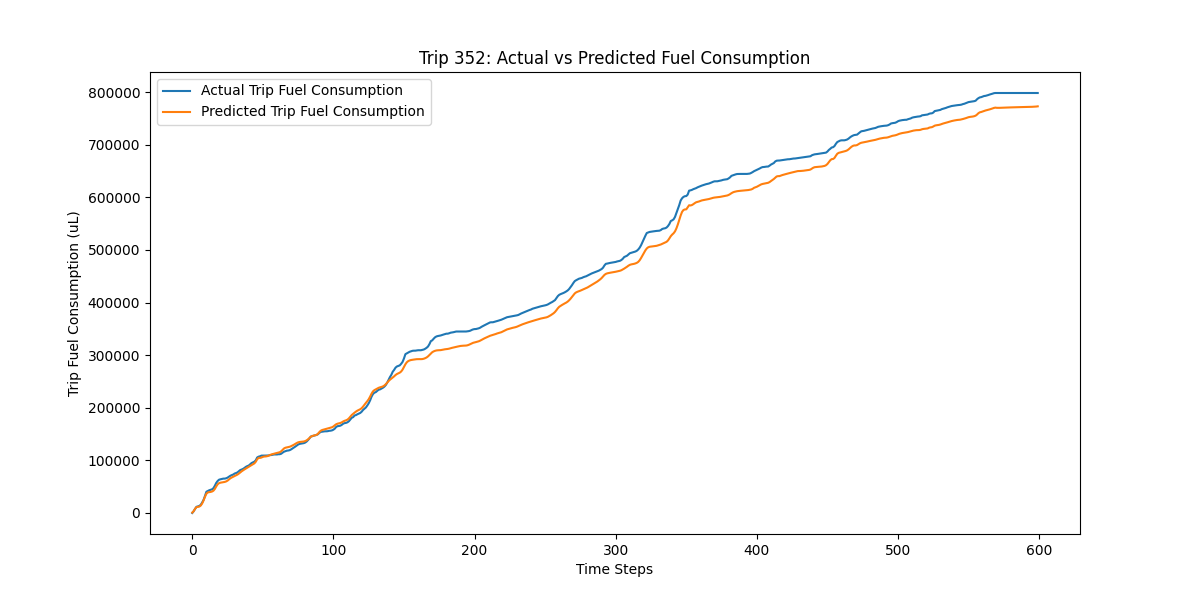 Trip 352: Actual vs Predicted Fuel Consumption
Actual Trip Fuel Consumption
Predicted Trip Fuel Consumption
Trip Fuel Consumption (uL)
800000
700000
600000
500000
400000
300000
200000
100000
0
0 100 200 300 400 500 600
Time Steps